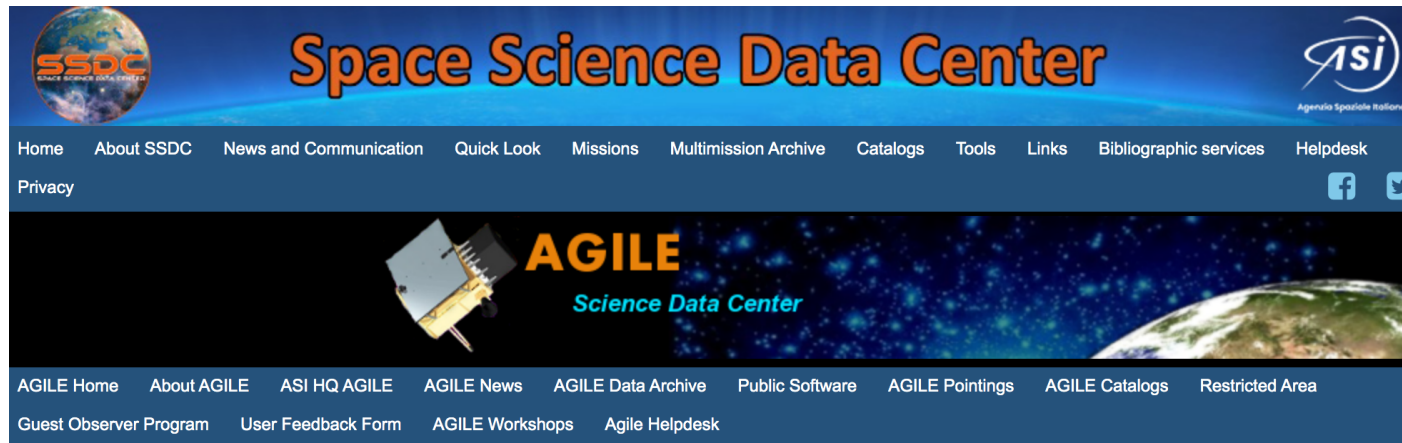 SSDC
SPACE SCIENCE DATA CENTER
Space Science Data Center
asi
Agenzia Spaziale Italiana
Home About SSDC News and Communication Quick Look Missions Multimission Archive Catalogs Tools Links Bibliographic services Helpdesk
Privacy
AGILE
Science Data Center
AGILE Home About AGILE ASI HQ AGILE AGILE News AGILE Data Archive Public Software AGILE Pointings AGILE Catalogs Restricted Area
Guest Observer Program User Feedback Form AGILE Workshops Agile Helpdesk